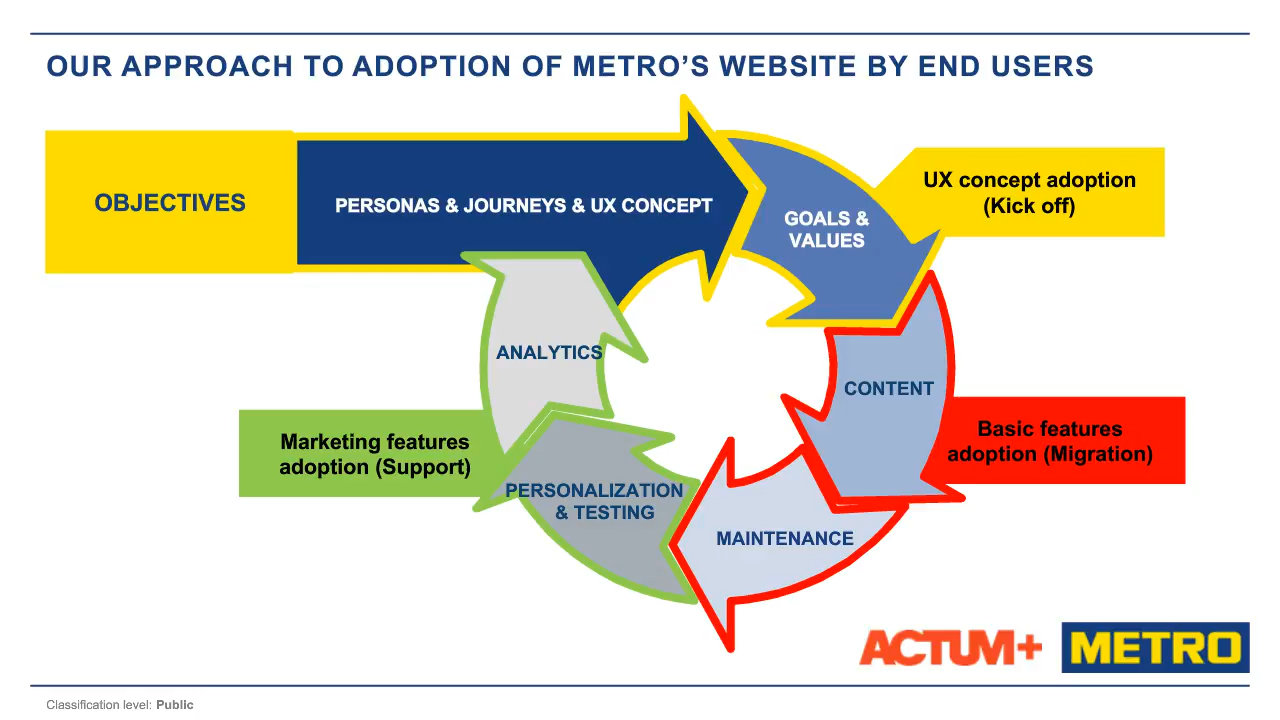 OUR APPROACH TO ADOPTION OF METRO’S WEBSITE BY END USERS
OBJECTIVES
PERSONAS & JOURNEYS & UX CONCEPT
GOALS &
VALUES
UX concept adoption
(Kick off)
ANALYTICS
CONTENT
Marketing features
adoption (Support)
Basic features
adoption (Migration)
PERSONALIZATION
& TESTING
MAINTENANCE
ACTUM+
METRO
Classification level: Public